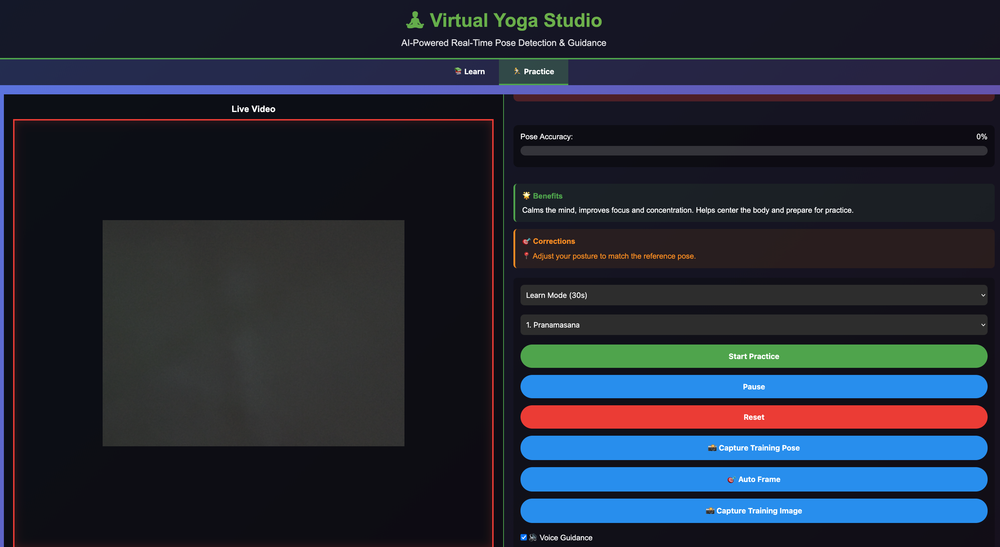 Virtual Yoga Studio
AI-Powered Real-Time Pose Detection & Guidance
📚 Learn
🏃 Practice
Live Video
Pose Accuracy:
0%
🌟 Benefits
Calms the mind, improves focus and concentration. Helps center the body and prepare for practice.
🎯 Corrections
📍 Adjust your posture to match the reference pose.
Learn Mode (30s)
1. Pranamasana
Start Practice
Pause
Reset
📸 Capture Training Pose
🎯 Auto Frame
📸 Capture Training Image
🔊 Voice Guidance